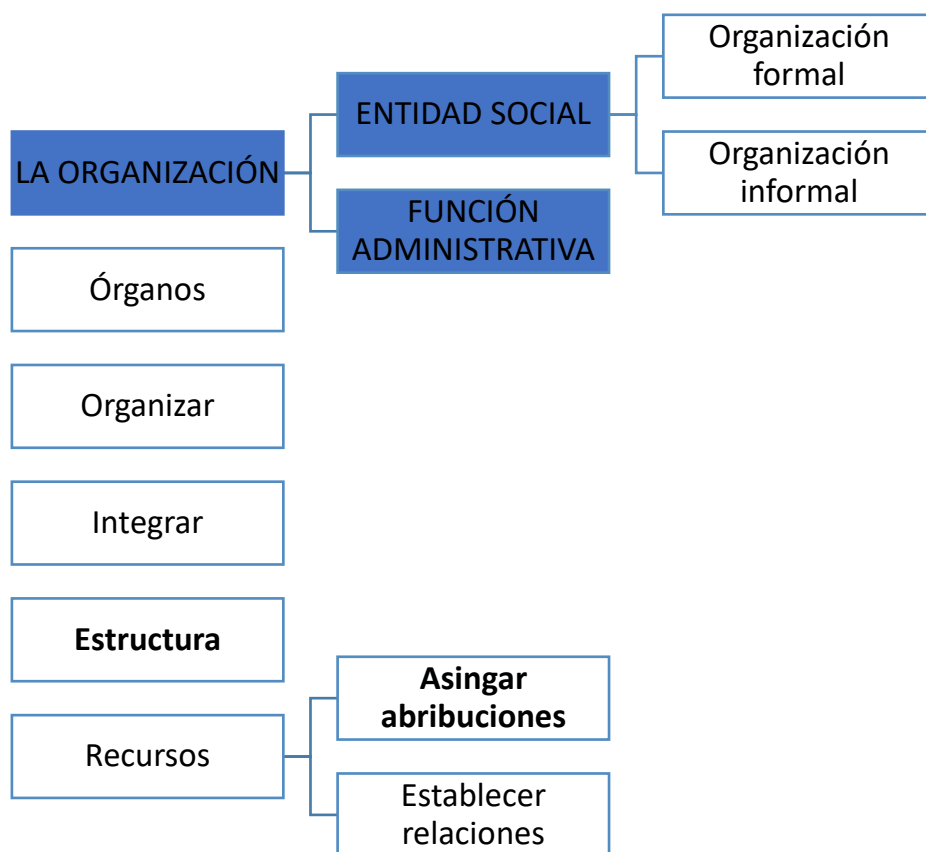 Organización
formal
ENTIDAD SOCIAL
Organización
informal
LA ORGANIZACIÓN
FUNCIÓN
ADMINISTRATIVA
Órganos
Organizar
Integrar
Estructura
Asingar
abribuciones
Recursos
Establecer
relaciones